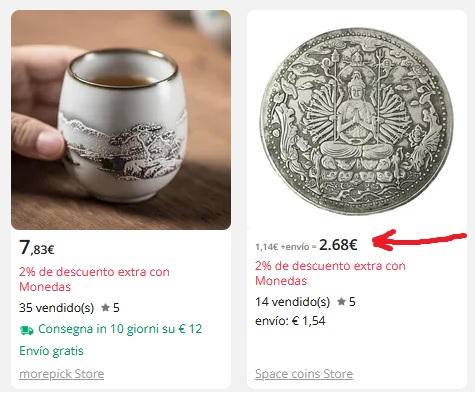 7,83€
2% de descuento extra con
Monedas
35 vendido(s) ★ 5
Consegna in 10 giorni su € 12
Envío gratis
morepick Store
1,14€ +envío = 2.68€
2% de descuento extra con
Monedas
14 vendido(s) ★ 5
envío: € 1,54
Space coins Store